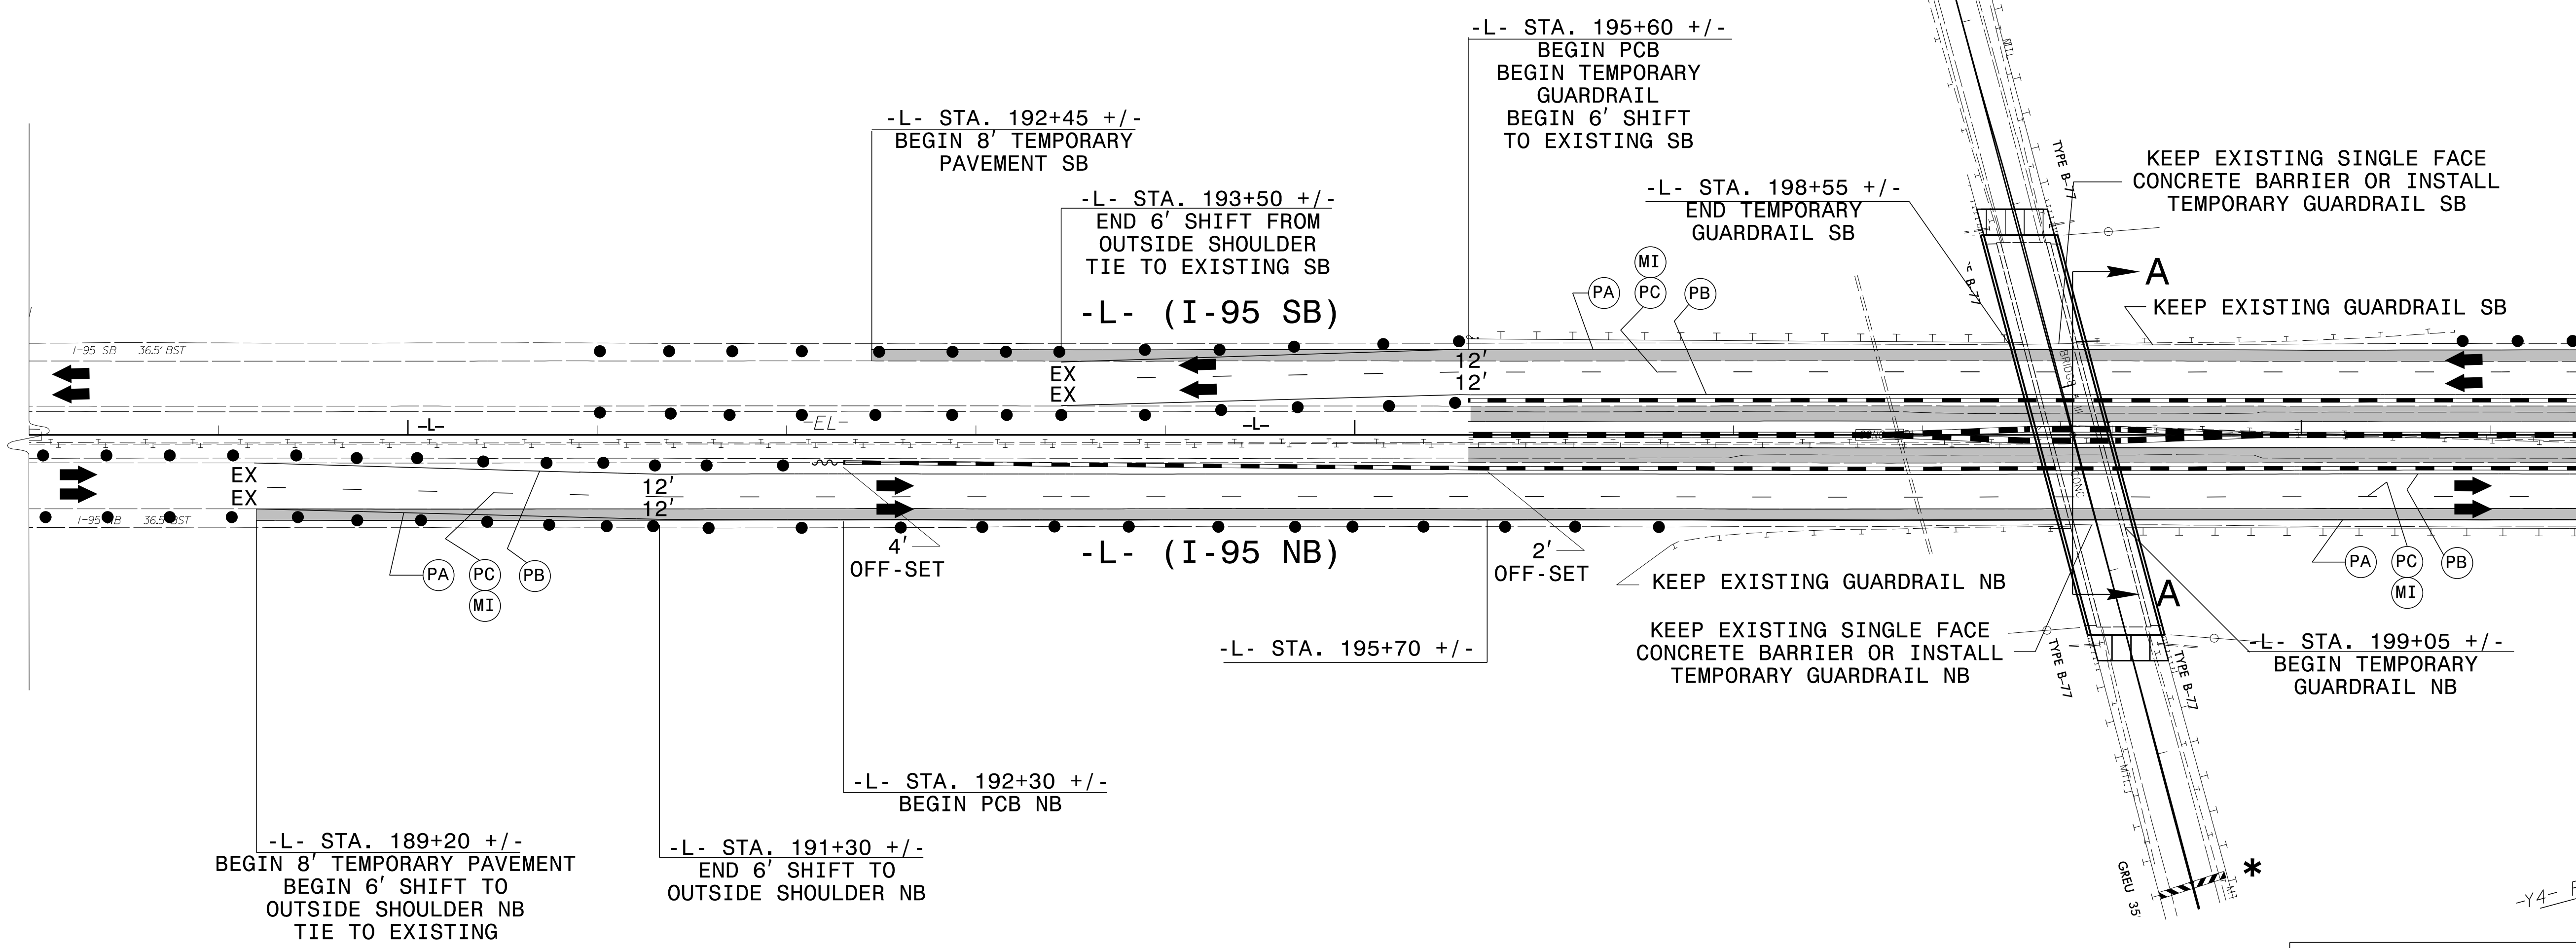 -L- STA. 195+60 +/-
BEGIN PCB
BEGIN TEMPORARY
GUARDRAIL
BEGIN 6' SHIFT
TO EXISTING SB
-L- STA. 192+45 +/-
BEGIN 8' TEMPORARY
PAVEMENT SB
-L- STA. 193+50 +/-
END 6' SHIFT FROM
OUTSIDE SHOULDER
TIE TO EXISTING SB
-L- STA. 198+55 +/-
END TEMPORARY
GUARDRAIL SB
KEEP EXISTING SINGLE FACE
CONCRETE BARRIER OR INSTALL
TEMPORARY GUARDRAIL SB
MTL
TYPE B-77
B-77
A
KEEP EXISTING GUARDRAIL SB
PA
MI
PC
PB
-L- (I-95 SB)
I-95 SB 36.5' BST
EX
EX
12'
12'
BRIDGE
-EL-
-L-
-L-
EX
EX
12'
12'
CONC
I-95 NB 36.5' BST
4'
OFF-SET
-L- (I-95 NB)
2'
OFF-SET
PA
PC
MI
PB
PA
PC
MI
PB
KEEP EXISTING GUARDRAIL NB
A
KEEP EXISTING SINGLE FACE
CONCRETE BARRIER OR INSTALL
TEMPORARY GUARDRAIL NB
-L- STA. 195+70 +/-
-L- STA. 199+05 +/-
BEGIN TEMPORARY
GUARDRAIL NB
TYPE B-77
TYPE B-77
MTL
-L- STA. 192+30 +/-
BEGIN PCB NB
-L- STA. 189+20 +/-
BEGIN 8' TEMPORARY PAVEMENT
BEGIN 6' SHIFT TO
OUTSIDE SHOULDER NB
TIE TO EXISTING
-L- STA. 191+30 +/-
END 6' SHIFT TO
OUTSIDE SHOULDER NB
GREU 35
*
-Y4-